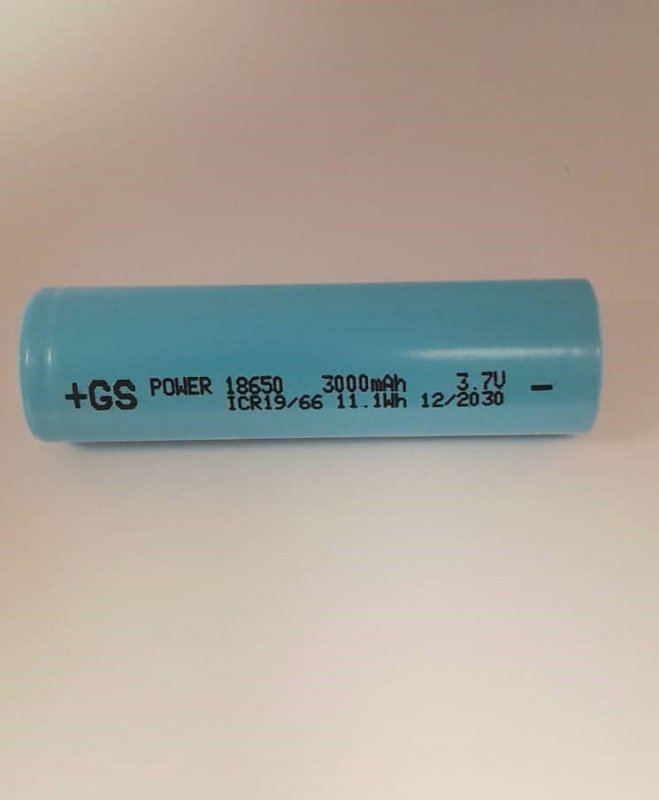 +GS POWER 18650 3000mAh 3.7V −
ICR19/66 11.1Wh 12/2030